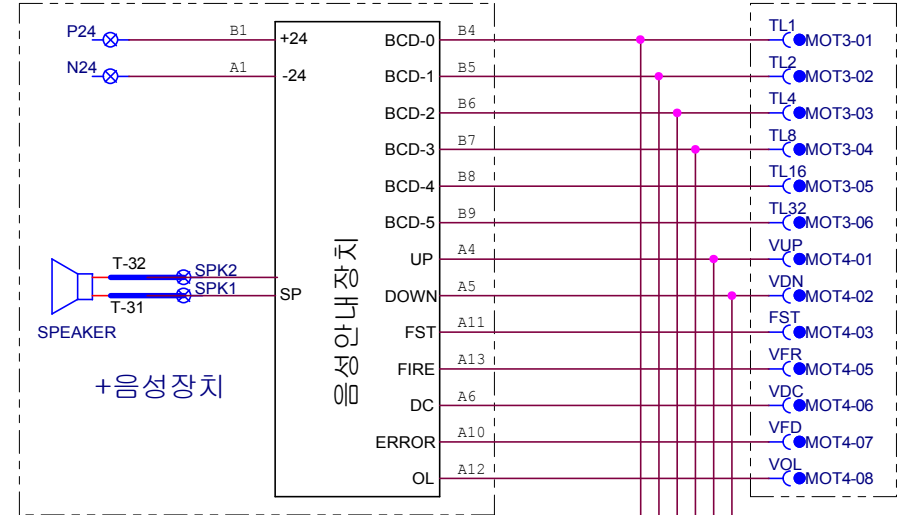 P24 B1 +24 BCD-0 B4 TL1 MOT3-01
N24 A1 -24 BCD-1 B5 TL2 MOT3-02
BCD-2 B6 TL4 MOT3-03
BCD-3 B7 TL8 MOT3-04
BCD-4 B8 TL16 MOT3-05
BCD-5 B9 TL32 MOT3-06
UP A4 VUP MOT4-01
T-32 SPK2
T-31 SPK1 SP DOWN A5 VDN MOT4-02
SPEAKER FST A11 FST MOT4-03
FIRE A13 VFR MOT4-05
+음성장치
음성안내장치
DC A6 VDC MOT4-06
ERROR A10 VFD MOT4-07
OL A12 VOL MOT4-08